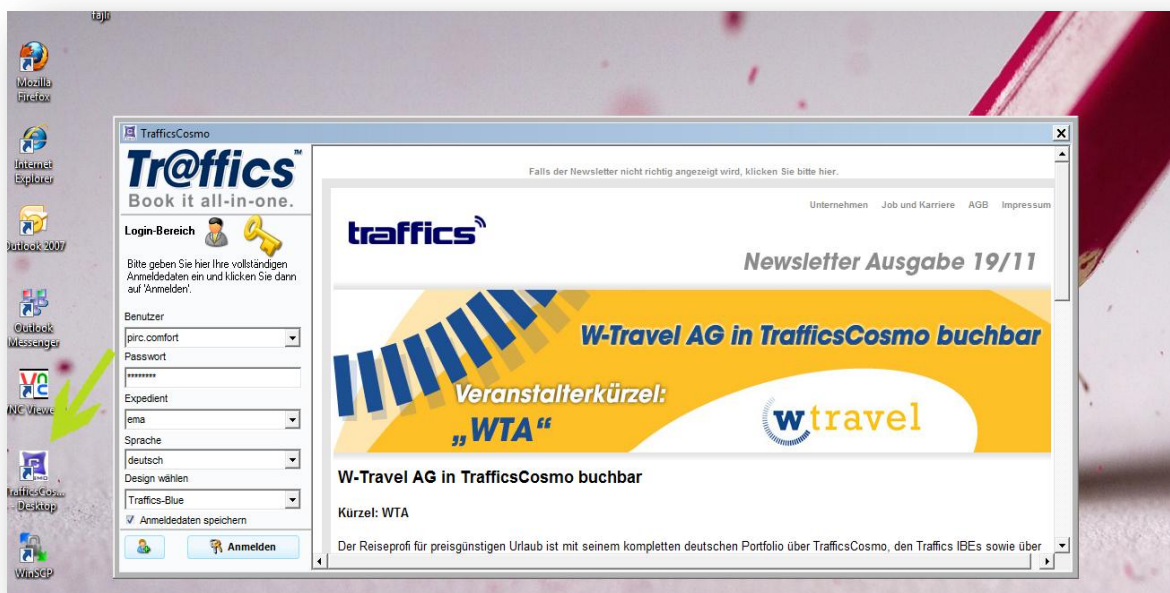 fajli
Mozilla
Firefox
Internet
Explorer
Outlook 2007
Outlook
Messenger
VNC Viewe
TrafficsCos...
Desktop
WinSCP
TrafficsCosmo
Tr@ffics™
Book it all-in-one.
Login-Bereich
Bitte geben Sie hier Ihre vollständigen
Anmeldedaten ein und klicken Sie dann
auf 'Anmelden'.
Benutzer
pirc.comfort
Passwort
********
Expedient
ema
Sprache
deutsch
Design wählen
Traffics-Blue
Anmeldedaten speichern
Anmelden
Falls der Newsletter nicht richtig angezeigt wird, klicken Sie bitte hier.
Unternehmen Job und Karriere AGB Impressum
traffics
Newsletter Ausgabe 19/11
W-Travel AG in TrafficsCosmo buchbar
Veranstalterkürzel:
„WTA“
w travel
W-Travel AG in TrafficsCosmo buchbar
Kürzel: WTA
Der Reiseprofi für preisgünstigen Urlaub ist mit seinem kompletten deutschen Portfolio über TrafficsCosmo, den Traffics IBEs sowie über